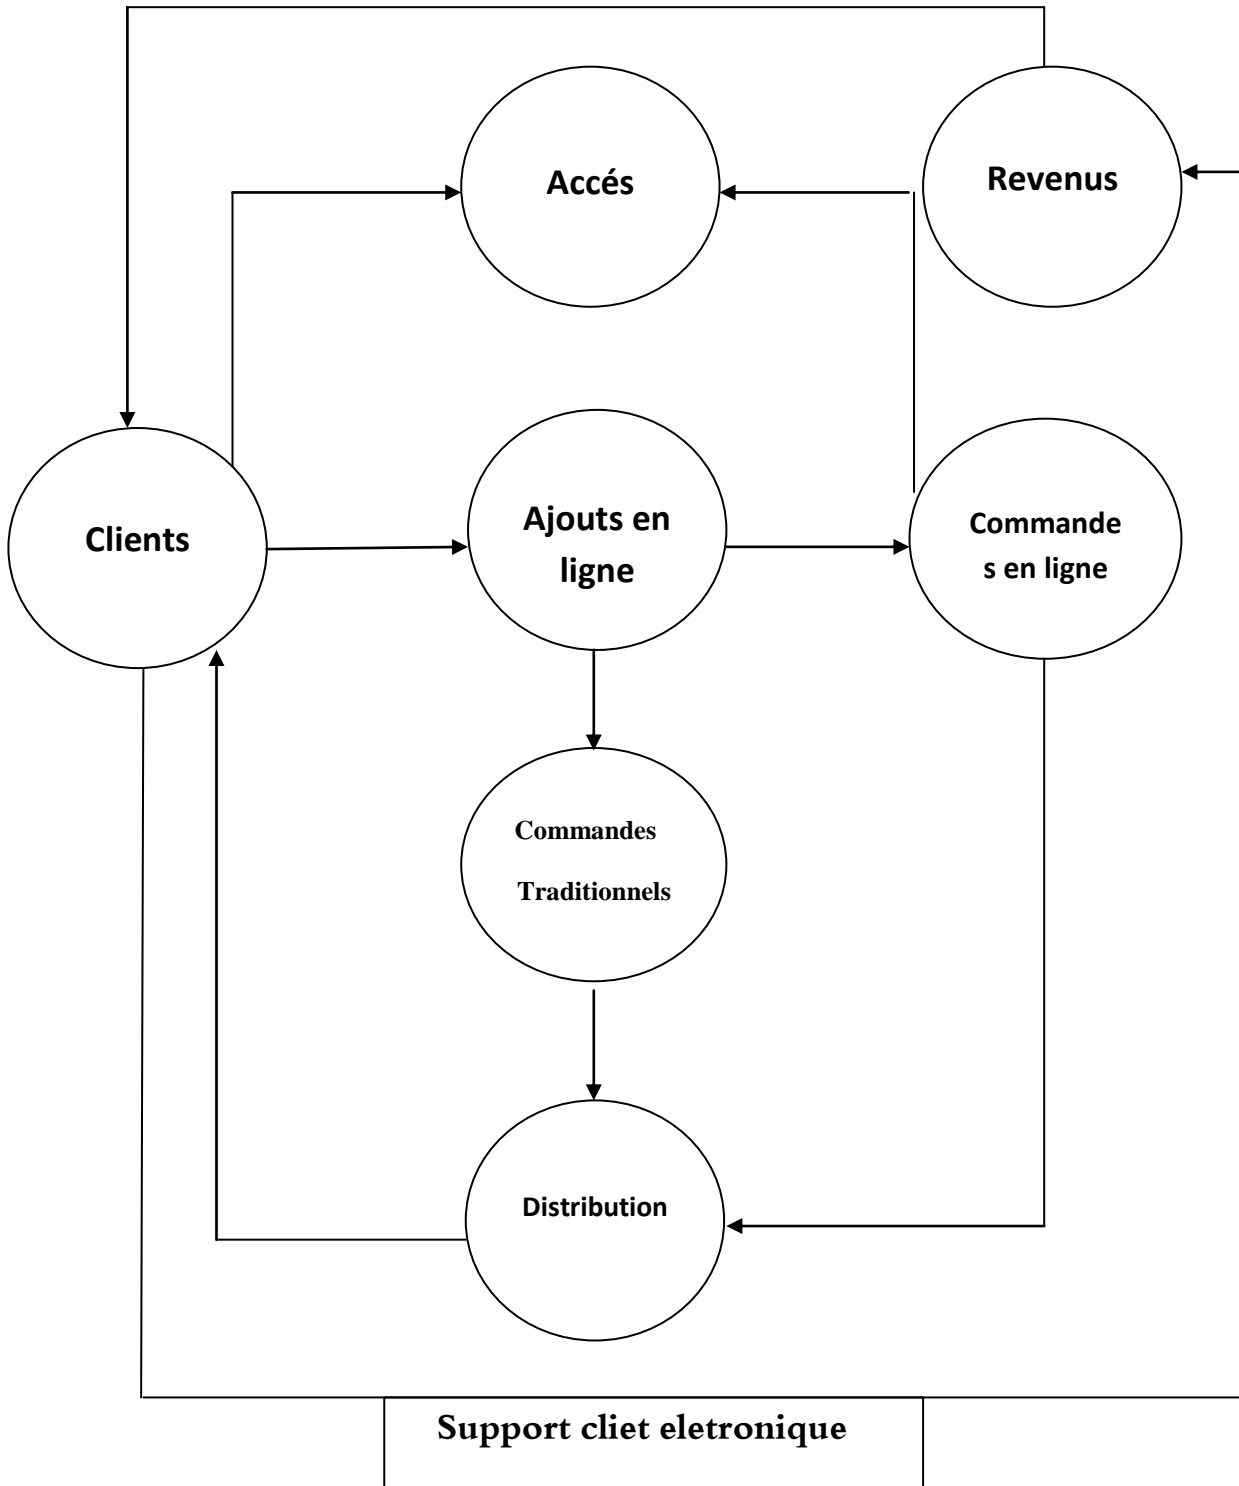 Accés
Revenus
Clients
Ajouts en
ligne
Commande
s en ligne
Commandes
Traditionnels
Distribution
Support cliet eletronique